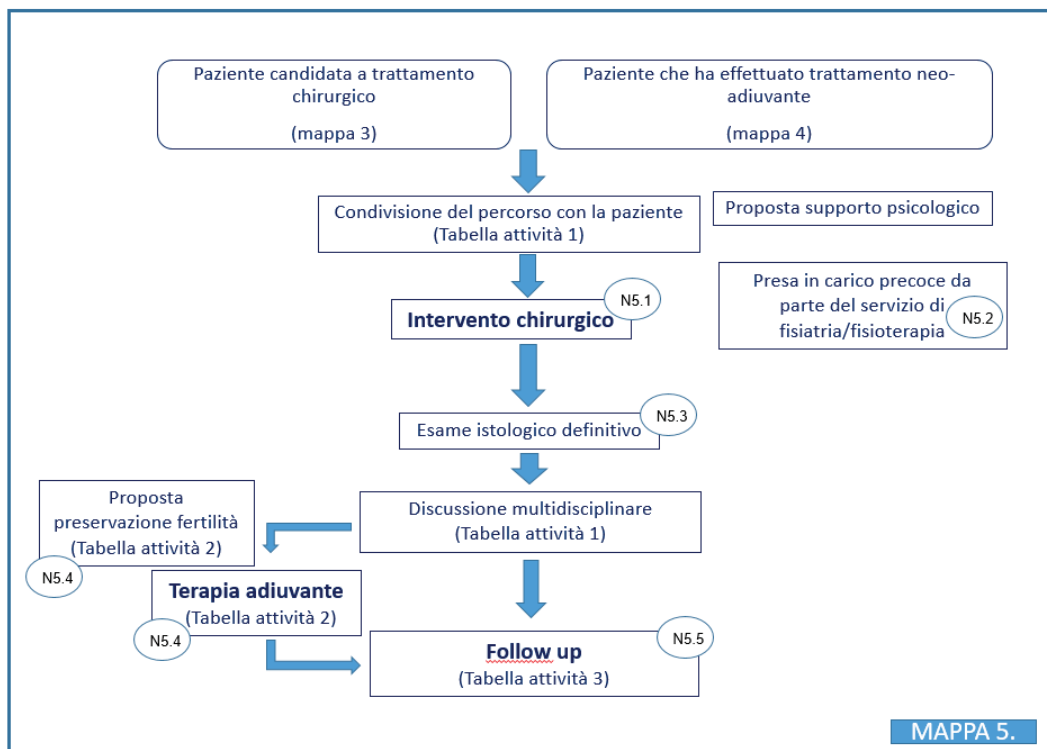 Paziente candidata a trattamento
chirurgico
(mappa 3)
Paziente che ha effettuato trattamento neo-
adiuvante
(mappa 4)
Condivisione del percorso con la paziente
(Tabella attività 1)
Proposta supporto psicologico
Intervento chirurgico
N5.1
Presa in carico precoce da
parte del servizio di
fisiatria/fisioterapia
N5.2
Esame istologico definitivo
N5.3
Discussione multidisciplinare
(Tabella attività 1)
Proposta
preservazione fertilità
(Tabella attività 2)
N5.4
Terapia adiuvante
(Tabella attività 2)
N5.4
Follow up
(Tabella attività 3)
N5.5
MAPPA 5.